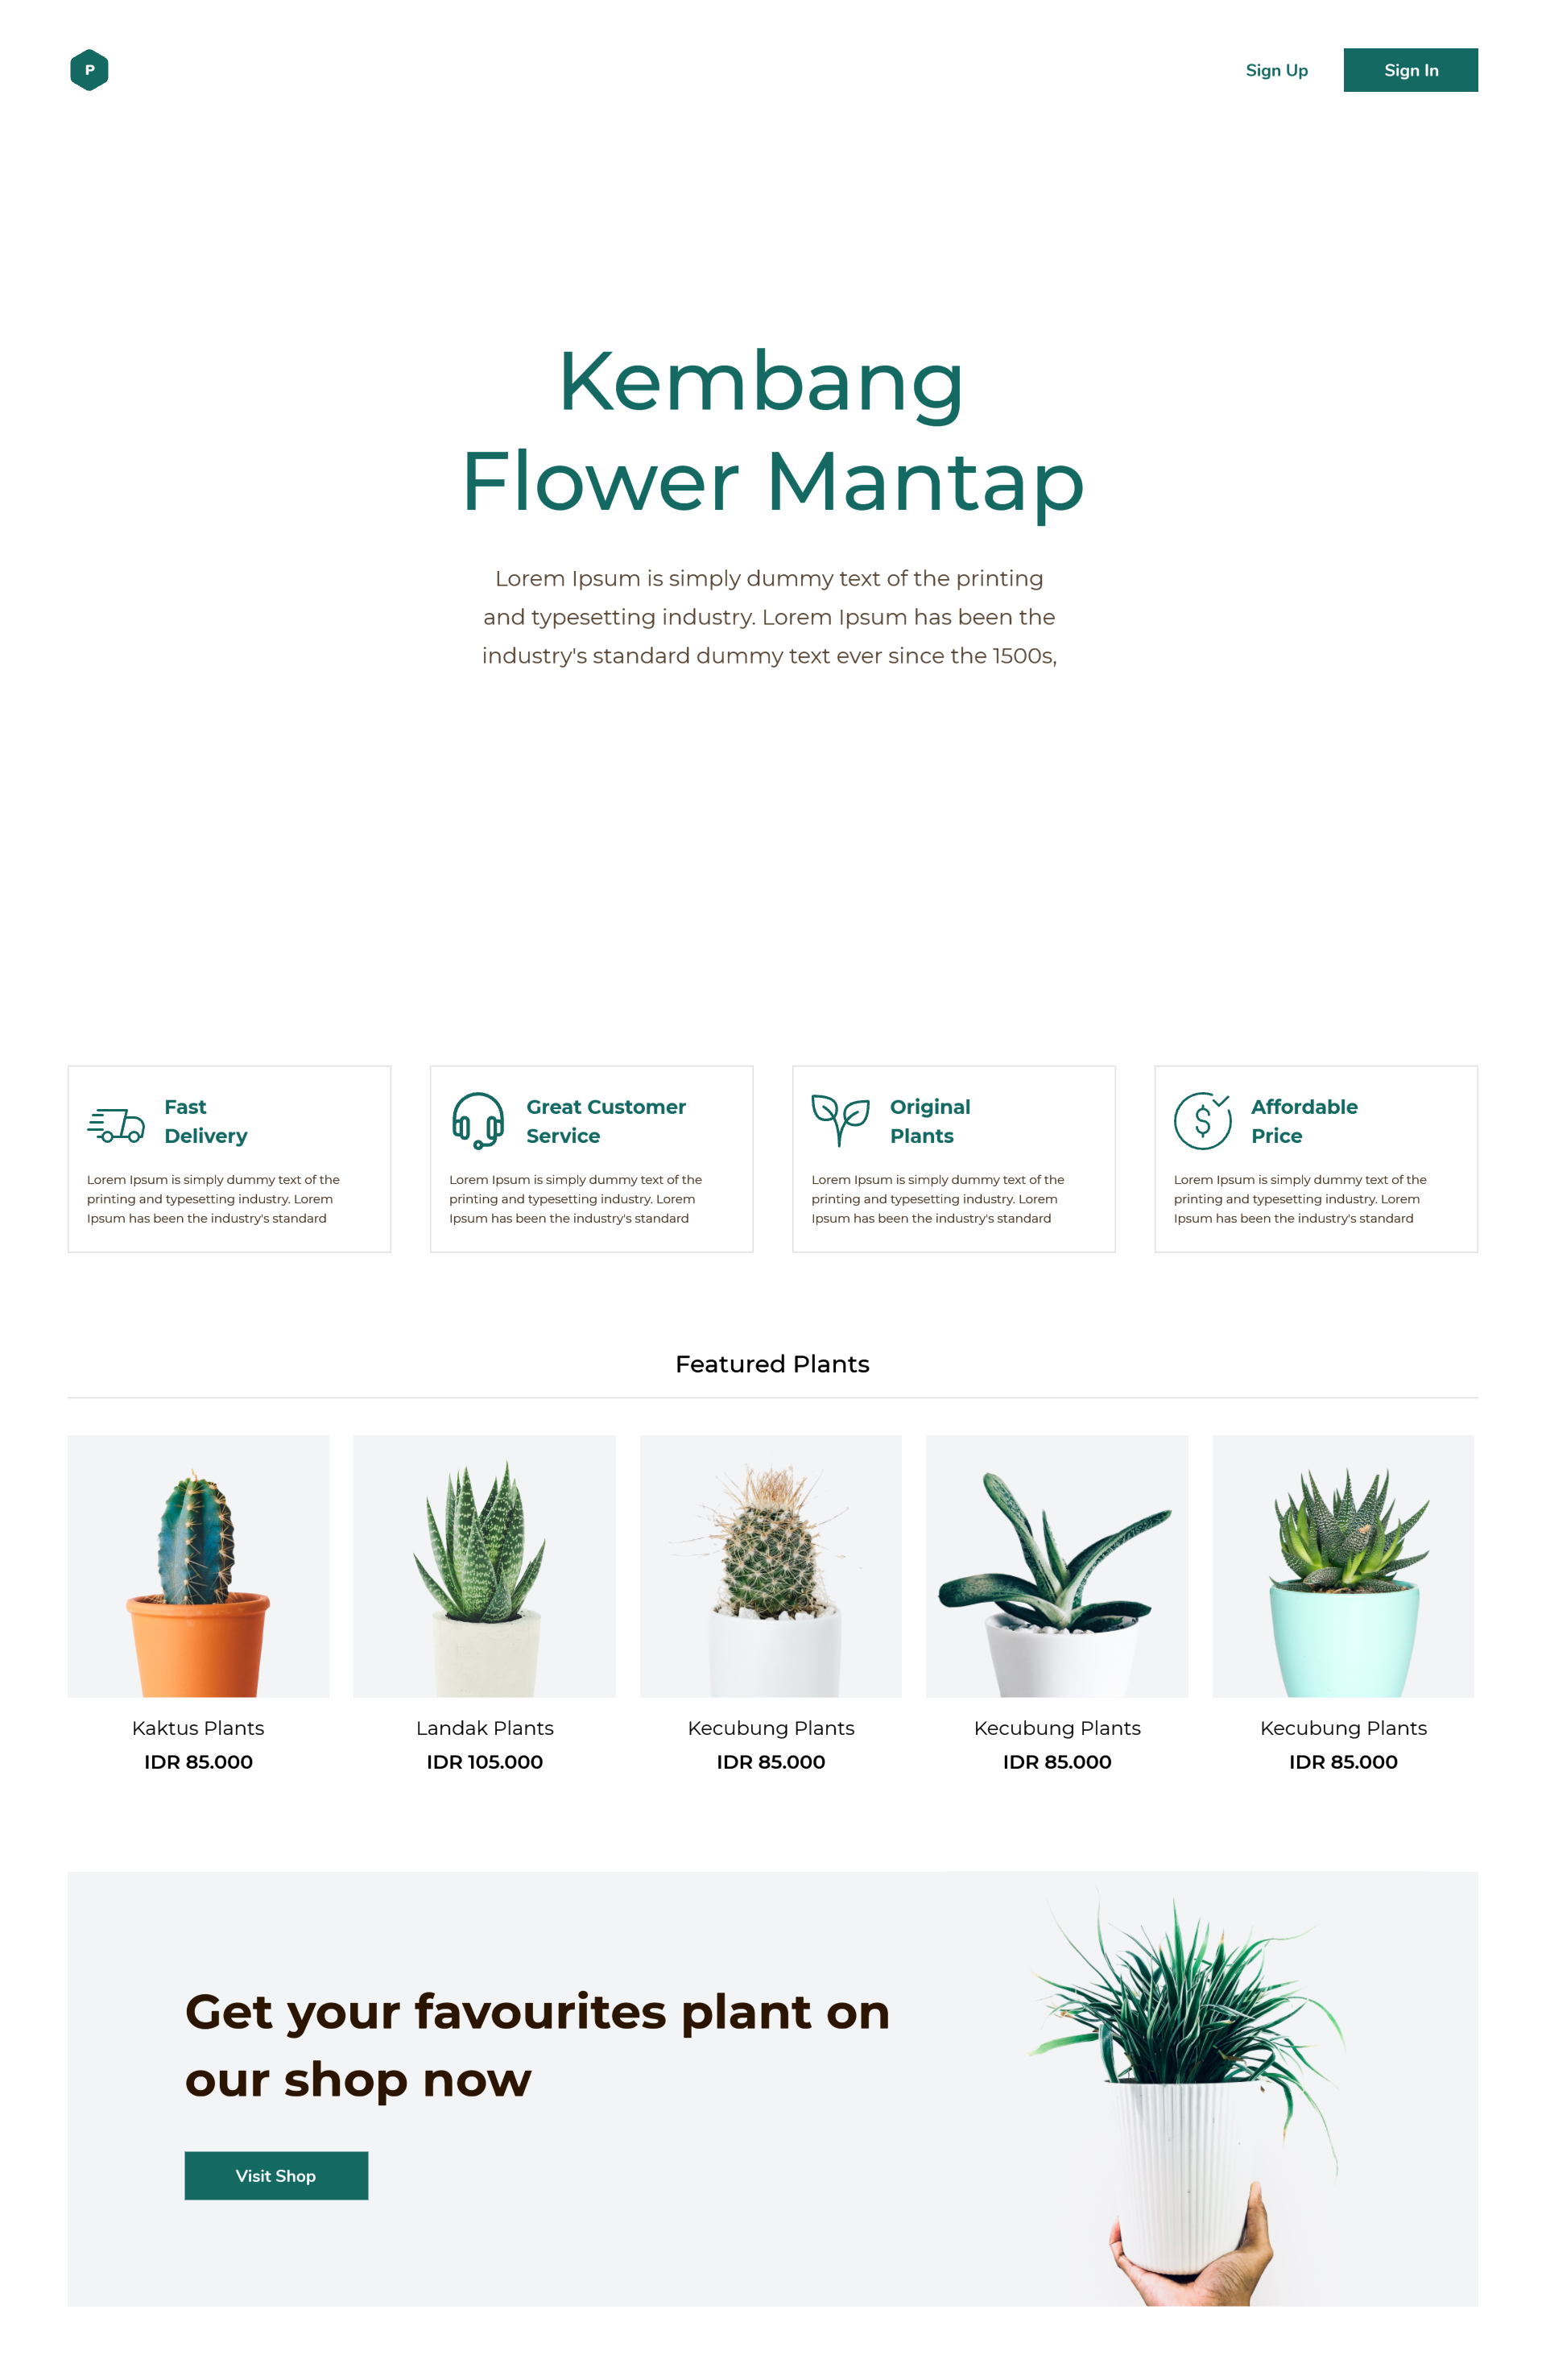 P
Sign Up
Sign In
Kembang
Flower Mantap
Lorem Ipsum is simply dummy text of the printing
and typesetting industry. Lorem Ipsum has been the
industry's standard dummy text ever since the 1500s,
Fast
Delivery
Lorem Ipsum is simply dummy text of the
printing and typesetting industry. Lorem
Ipsum has been the industry's standard
Great Customer
Service
Lorem Ipsum is simply dummy text of the
printing and typesetting industry. Lorem
Ipsum has been the industry's standard
Original
Plants
Lorem Ipsum is simply dummy text of the
printing and typesetting industry. Lorem
Ipsum has been the industry's standard
Affordable
Price
Lorem Ipsum is simply dummy text of the
printing and typesetting industry. Lorem
Ipsum has been the industry's standard
Featured Plants
Kaktus Plants
IDR 85.000
Landak Plants
IDR 105.000
Kecubung Plants
IDR 85.000
Kecubung Plants
IDR 85.000
Kecubung Plants
IDR 85.000
Get your favourites plant on
our shop now
Visit Shop